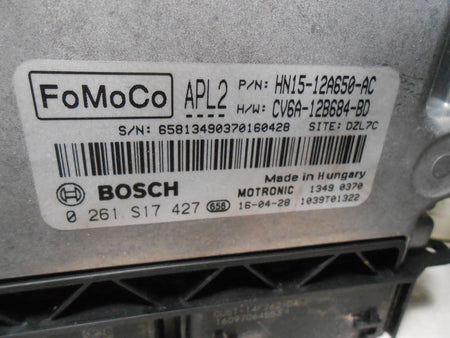 FoMoCo APL2 P/N: HN15-12A650-AC
H/W: CV6A-12B684-BD
S/N: 65813490370160428 SITE: DZL7C
BOSCH Made in Hungary
MOTRONIC 1349 0370
0 261 S17 427 658 16-04-28 1039T01322